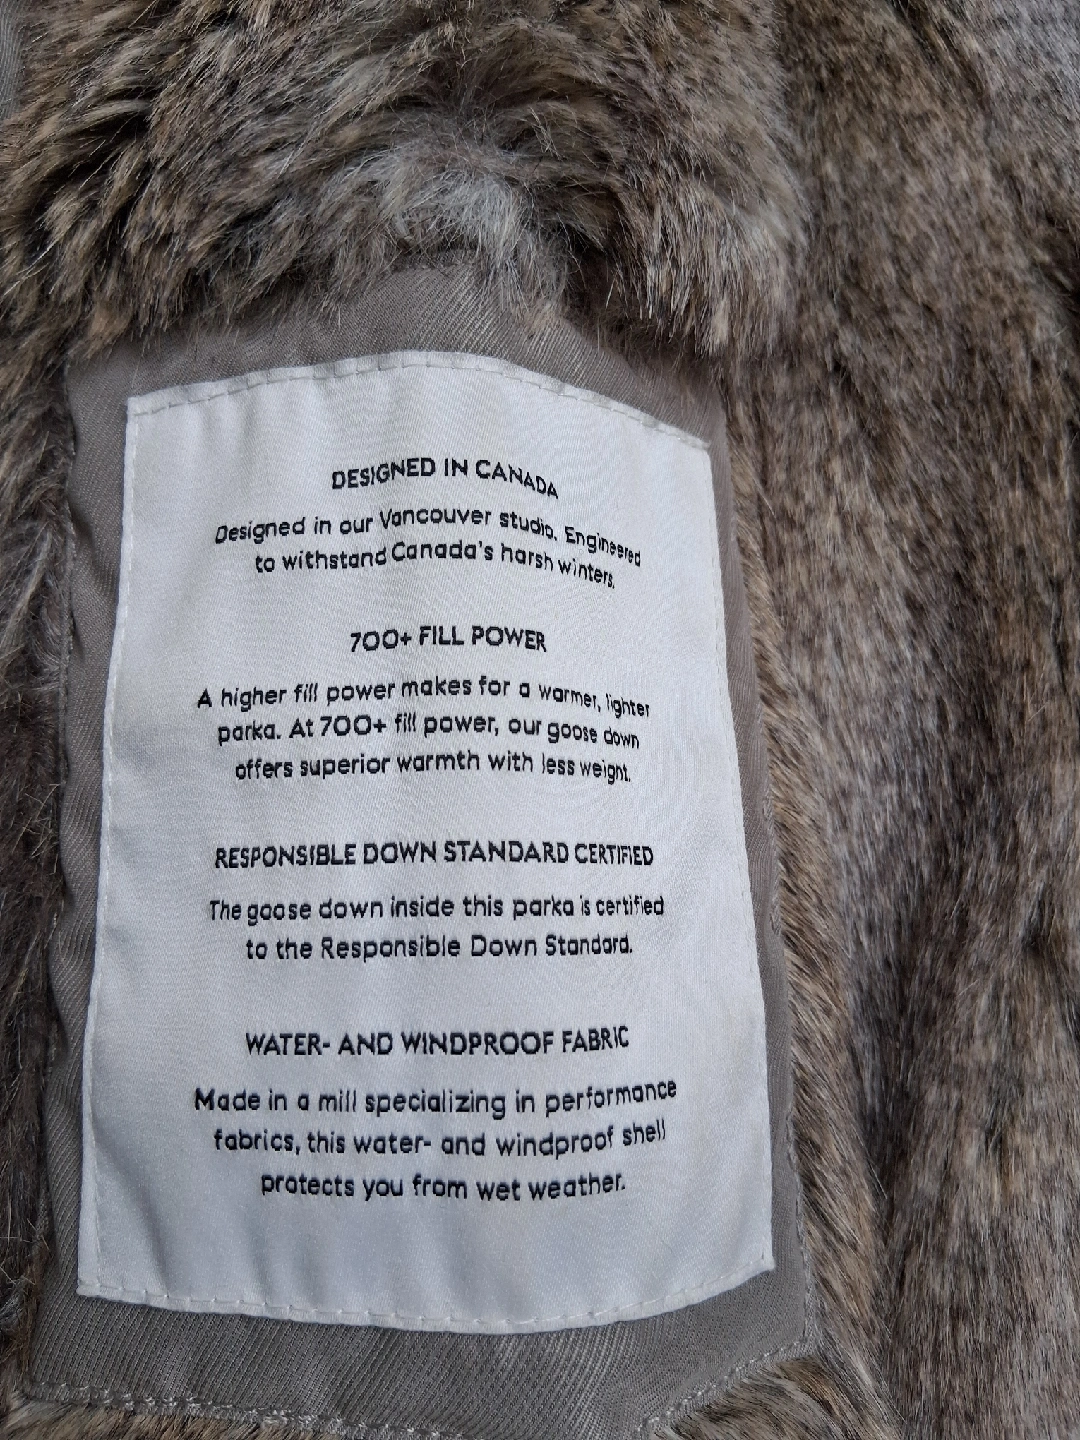 DESIGNED IN CANADA
Designed in our Vancouver studio. Engineered
to withstand Canada's harsh winters.
700+ FILL POWER
A higher fill power makes for a warmer, lighter
parka. At 700+ fill power, our goose down
offers superior warmth with less weight.
RESPONSIBLE DOWN STANDARD CERTIFIED
The goose down inside this parka is certified
to the Responsible Down Standard.
WATER- AND WINDPROOF FABRIC
Made in a mill specializing in performance
fabrics, this water- and windproof shell
protects you from wet weather.